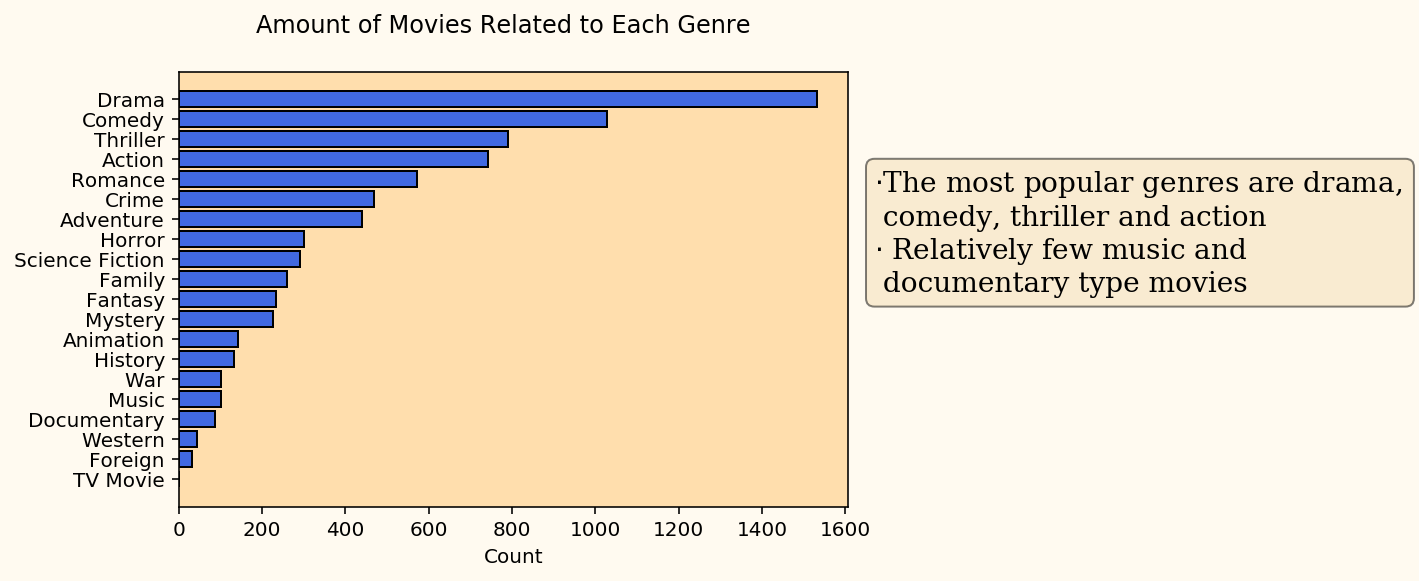 Amount of Movies Related to Each Genre
Drama
Comedy
Thriller
Action
Romance
Crime
Adventure
Horror
Science Fiction
Family
Fantasy
Mystery
Animation
History
War
Music
Documentary
Western
Foreign
TV Movie
0 200 400 600 800 1000 1200 1400 1600
Count
·The most popular genres are drama,
comedy, thriller and action
· Relatively few music and
documentary type movies